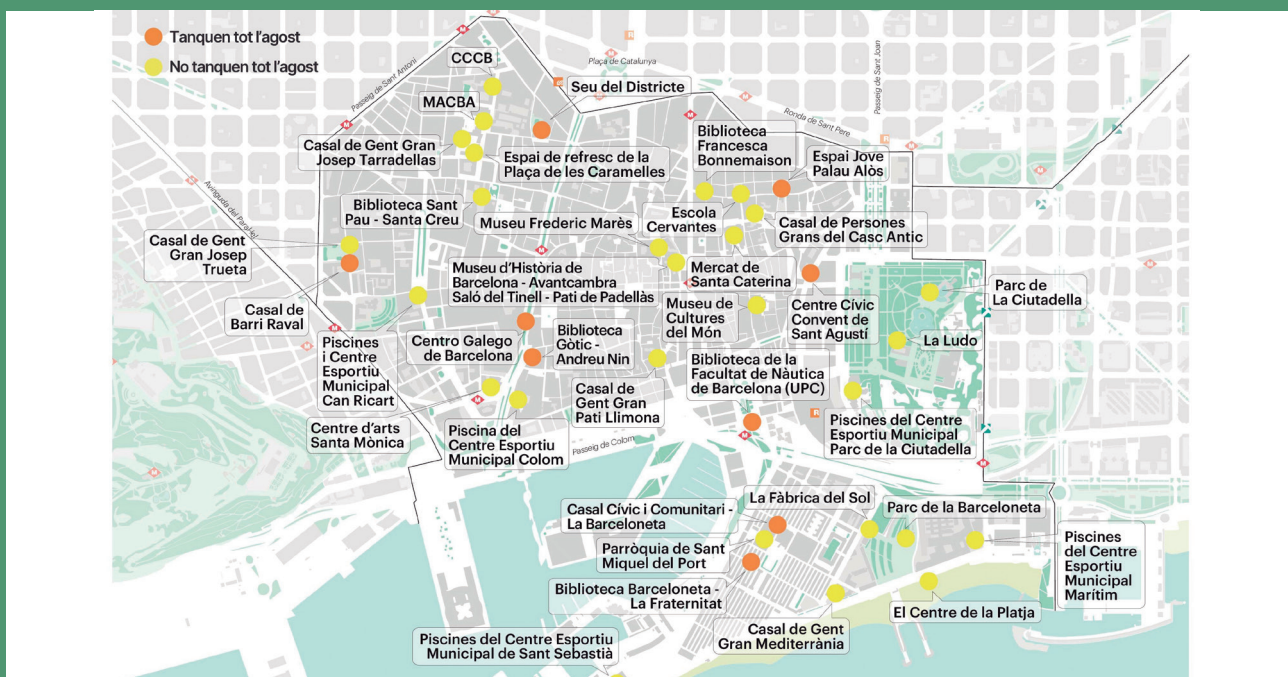 Tanquen tot l'agost
No tanquen tot l'agost
CCCB
MACBA
Seu del Districte
Plaça de Catalunya
Passeig de Sant Antoni
Passeig de Sant Joan
Ronda de Sant Pere
Casal de Gent Gran
Josep Tarradellas
Espai de refresc de la
Plaça de les Caramelles
Biblioteca
Francesca
Bonnemaison
Espai Jove
Palau Alòs
Avinguda del Paral·lel
Biblioteca Sant
Pau - Santa Creu
Museu Frederic Marès
Escola
Cervantes
Casal de Persones
Grans del Casc Antic
Casal de Gent
Gran Josep
Trueta
Museu d'Història de
Barcelona - Avantcambra
Saló del Tinell - Pati de Padellàs
Mercat de
Santa Caterina
Parc de
La Ciutadella
Casal de
Barri Raval
Museu de
Cultures
del Món
Centre Cívic
Convent de
Sant Agustí
Piscines
i Centre
Esportiu
Municipal
Can Ricart
Centro Galego
de Barcelona
Biblioteca
Gòtic -
Andreu Nin
La Ludo
Biblioteca de la
Facultat de Nàutica
de Barcelona (UPC)
Casal de
Gent Gran
Pati Llimona
Centre d'arts
Santa Mònica
Piscina del
Centre Esportiu
Municipal Colom
Passeig de Colom
Piscines del Centre
Esportiu Municipal
Parc de la Ciutadella
La Fàbrica del Sol
Casal Cívic i Comunitari -
La Barceloneta
Parc de la Barceloneta
Parròquia de Sant
Miquel del Port
Piscines
del Centre
Esportiu
Municipal
Marítim
Biblioteca Barceloneta -
La Fraternitat
El Centre de la Platja
Casal de Gent
Gran Mediterrània
Piscines del Centre Esportiu
Municipal de Sant Sebastià
M
M
M
M
M
M
M
M
M
R
R
R